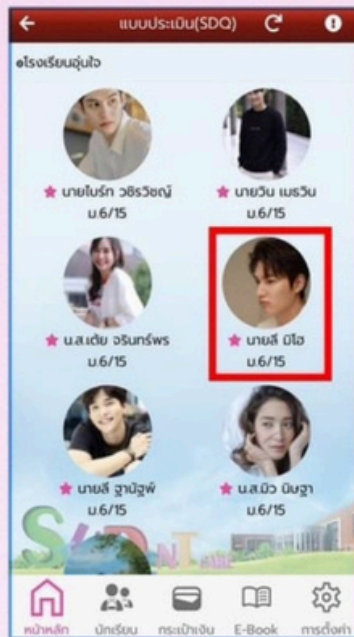 แบบประเมิน(SDQ)
โรงเรียนอุ่นใจ
นายไบร์ท วชิรวิชญ์
ม.6/15
นายวิน เมธวิน
ม.6/15
น.ส.เต้ย จรินทร์พร
ม.6/15
นายลี มิโฮ
ม.6/15
นายลี ฐานัฐพ์
ม.6/15
น.ส.มิว นิษฐา
ม.6/15
หน้าหลัก
นักเรียน
กระเป๋าเงิน
E-Book
การตั้งค่า